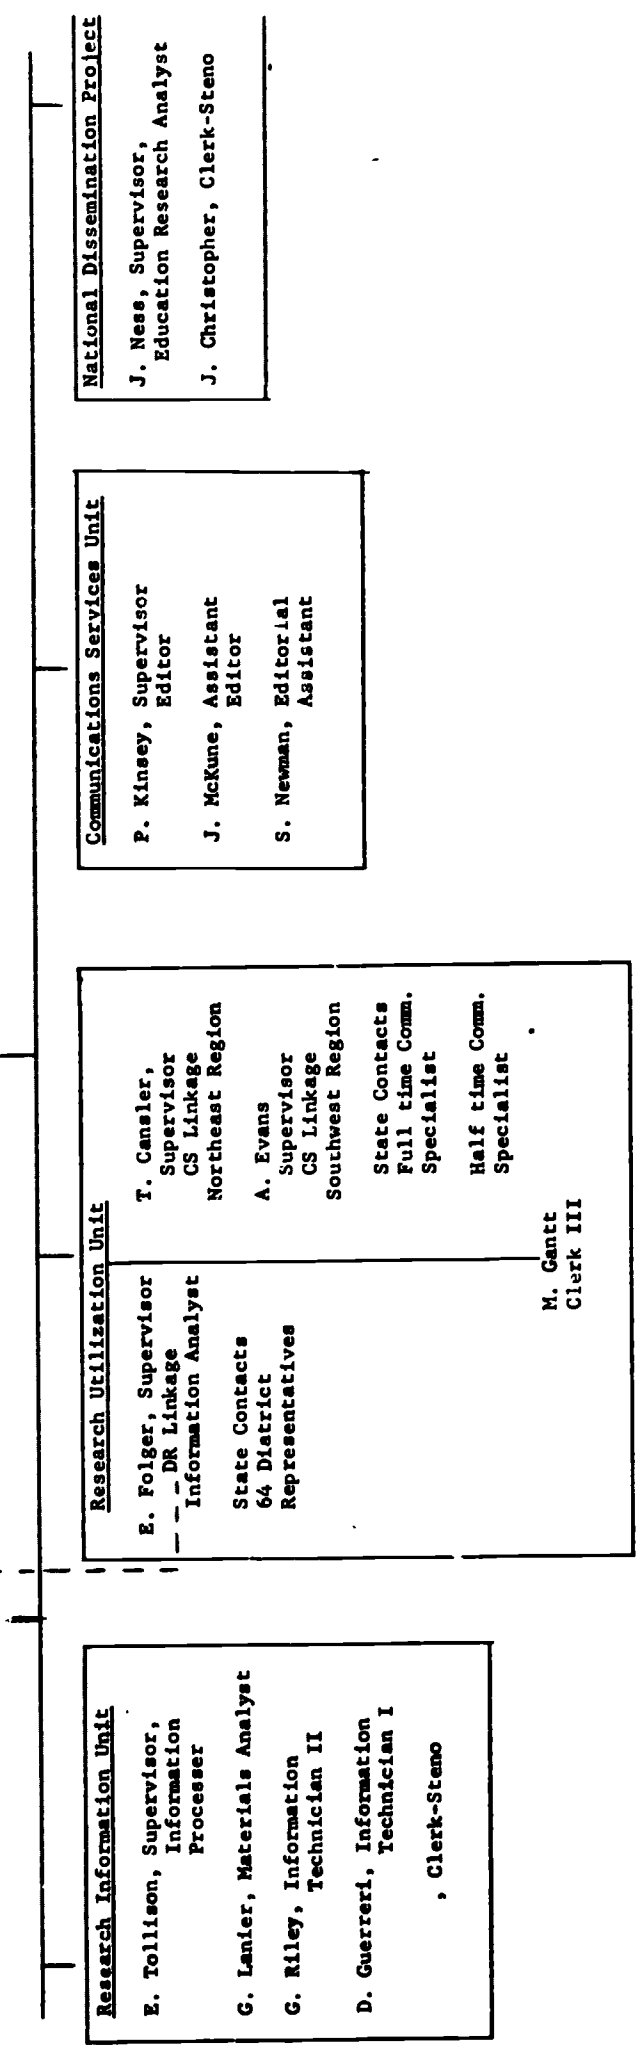 Research Information Unit
E. Tollison, Supervisor,
Information
Processer
G. Lanier, Materials Analyst
G. Riley, Information
Technician II
D. Guerreri, Information
Technician I
, Clerk-Steno
Research Utilization Unit
E. Folger, Supervisor
DR Linkage
Information Analyst
State Contacts
64 District
Representatives
T. Cansler,
Supervisor
CS Linkage
Northeast Region
A. Evans
Supervisor
CS Linkage
Southwest Region
State Contacts
Full time Comm.
Specialist
Half time Comm.
Specialist
M. Gantt
Clerk III
Communications Services Unit
P. Kinsey, Supervisor
Editor
J. McKune, Assistant
Editor
S. Newman, Editorial
Assistant
National Dissemination Project
J. Ness, Supervisor,
Education Research Analyst
J. Christopher, Clerk-Steno